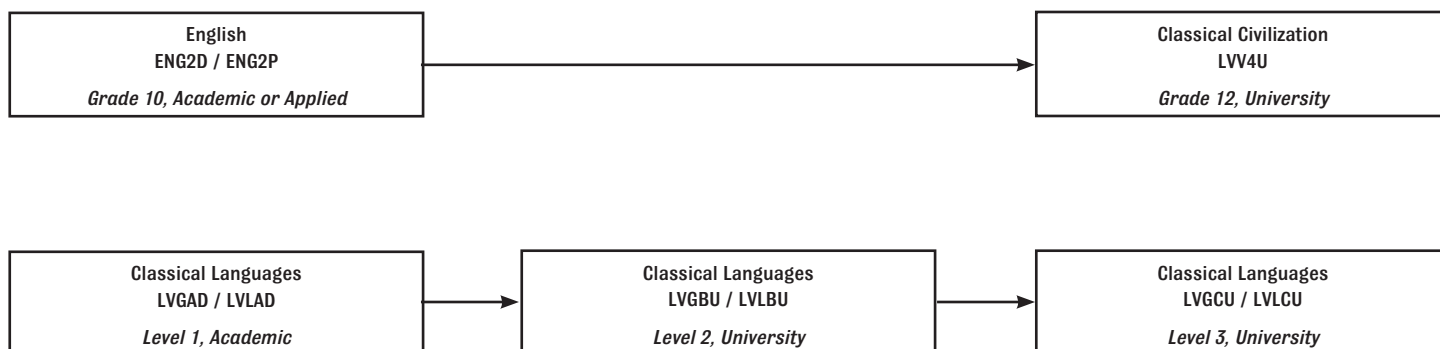 English
ENG2D / ENG2P
Grade 10, Academic or Applied
Classical Civilization
LVV4U
Grade 12, University
Classical Languages
LVGAD / LVLAD
Level 1, Academic
Classical Languages
LVGBU / LVLBU
Level 2, University
Classical Languages
LVGCU / LVLCU
Level 3, University